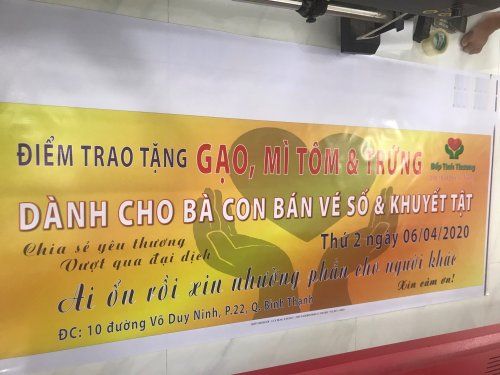 ĐIỂM TRAO TẶNG GẠO, MÌ TÔM & TRỨNG
Bếp Tình Thương
DÀNH CHO BÀ CON BÁN VÉ SỐ & KHUYẾT TẬT
Chia sẻ yêu thương
Vượt qua đại dịch
Thứ 2 ngày 06/04/2020
Ai ổn rồi xin nhường phần cho người khác
Xin cảm ơn!
ĐC: 10 đường Võ Duy Ninh, P.22, Q. Bình Thạnh